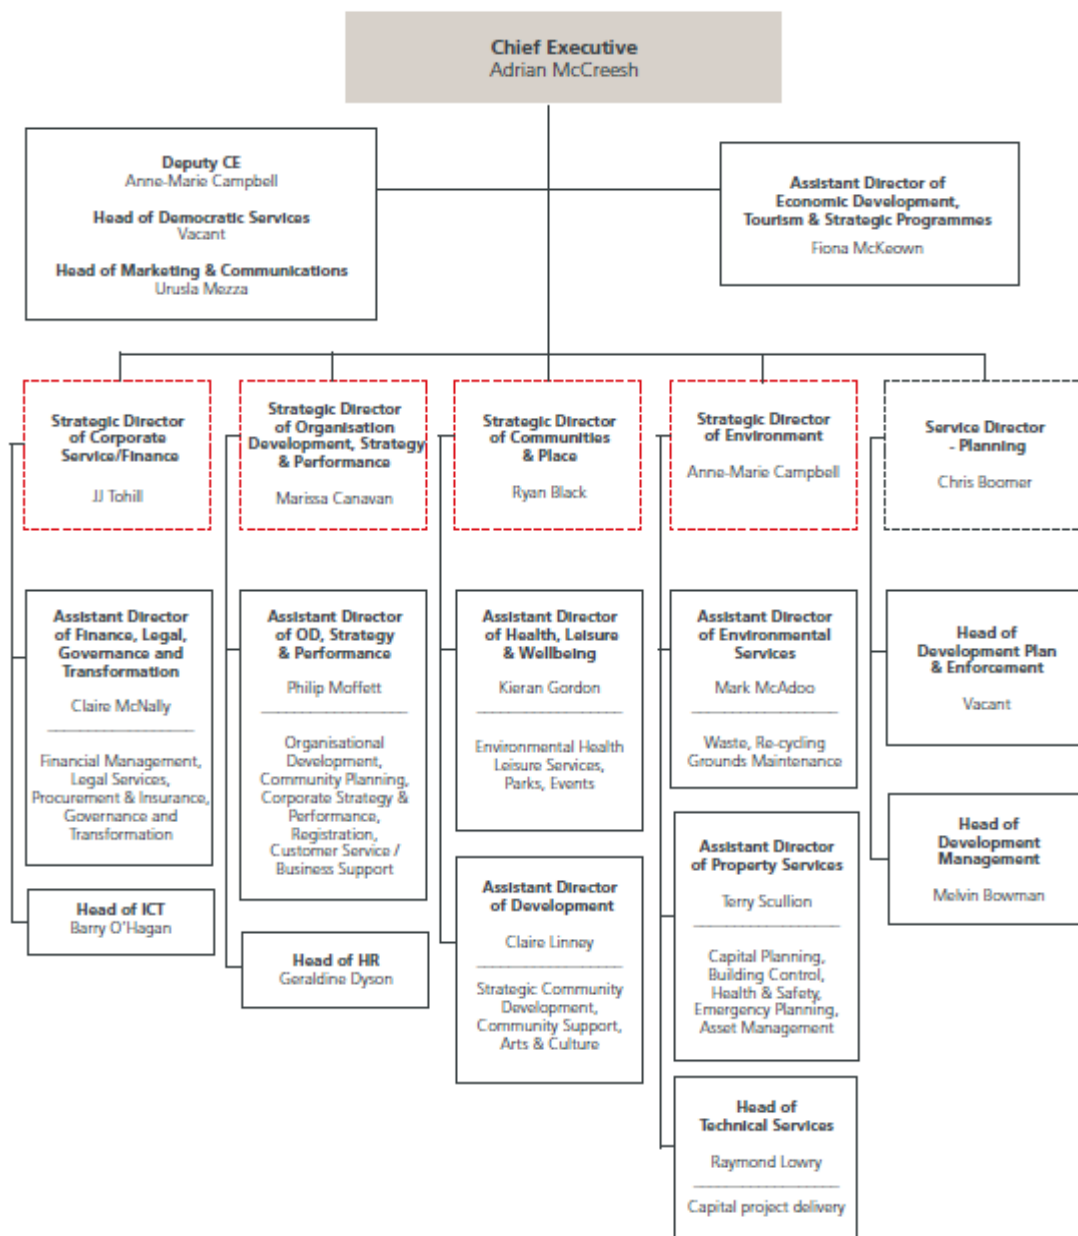 Chief Executive
Adrian McCreesh
Deputy CE
Anne-Marie Campbell
Head of Democratic Services
Vacant
Head of Marketing & Communications
Urusla Mezza
Assistant Director of
Economic Development,
Tourism & Strategic Programmes
Fiona McKeown
Strategic Director
of Corporate
Service/Finance
JJ Tohill
Strategic Director
of Organisation
Development, Strategy
& Performance
Marissa Canavan
Strategic Director
of Communities
& Place
Ryan Black
Strategic Director
of Environment
Anne-Marie Campbell
Service Director
- Planning
Chris Boomer
Assistant Director
of Finance, Legal,
Governance and
Transformation
Claire McNally
Financial Management,
Legal Services,
Procurement & Insurance,
Governance and
Transformation
Head of ICT
Barry O'Hagan
Assistant Director
of OD, Strategy
& Performance
Philip Moffett
Organisational
Development,
Community Planning,
Corporate Strategy &
Performance,
Registration,
Customer Service /
Business Support
Head of HR
Geraldine Dyson
Assistant Director
of Health, Leisure
& Wellbeing
Kieran Gordon
Environmental Health
Leisure Services,
Parks, Events
Assistant Director
of Development
Claire Linney
Strategic Community
Development,
Community Support,
Arts & Culture
Assistant Director
of Environmental
Services
Mark McAdoo
Waste, Re-cycling
Grounds Maintenance
Assistant Director
of Property Services
Terry Scullion
Capital Planning,
Building Control,
Health & Safety,
Emergency Planning,
Asset Management
Head of
Technical Services
Raymond Lowry
Capital project delivery
Head of
Development Plan
& Enforcement
Vacant
Head of
Development
Management
Melvin Bowman